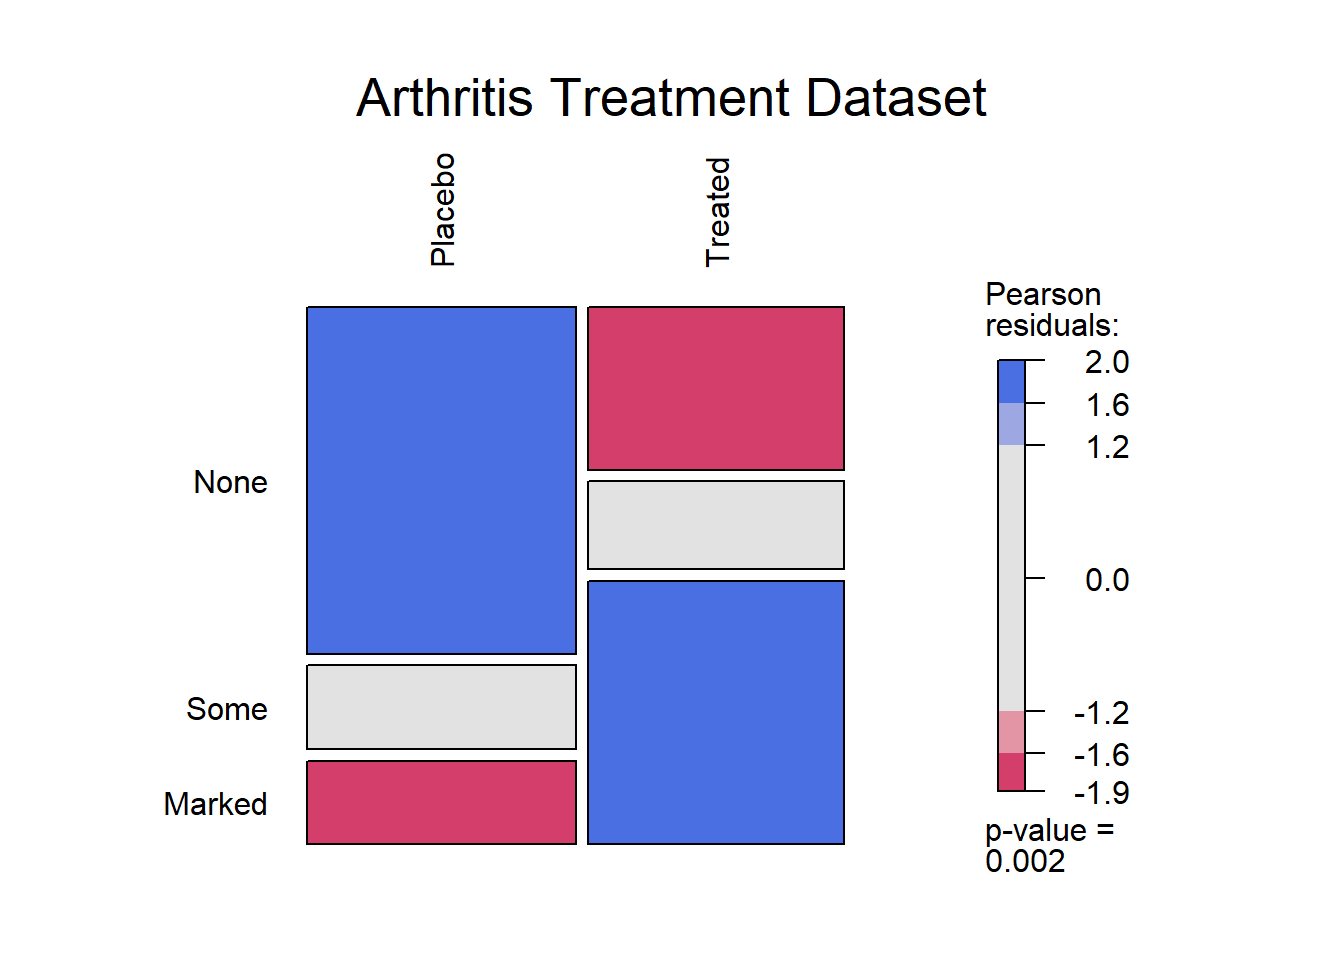 Arthritis Treatment Dataset
Placebo
Treated
None
Some
Marked
Pearson
residuals:
2.0
1.6
1.2
0.0
-1.2
-1.6
-1.9
p-value =
0.002